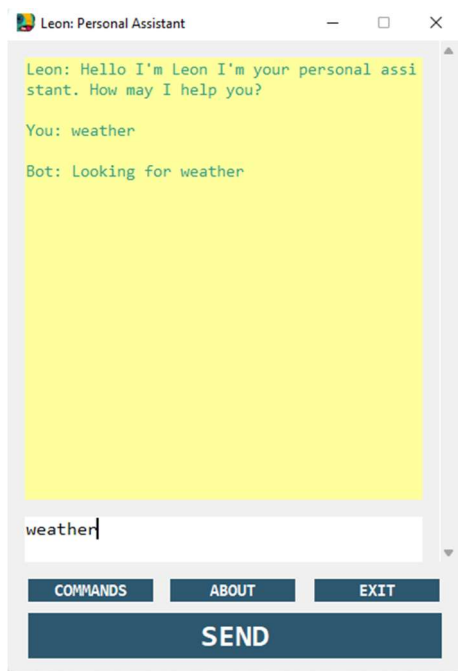 Leon: Personal Assistant
Leon: Hello I'm Leon I'm your personal assi
stant. How may I help you?
You: weather
Bot: Looking for weather
weather
COMMANDS ABOUT EXIT
SEND